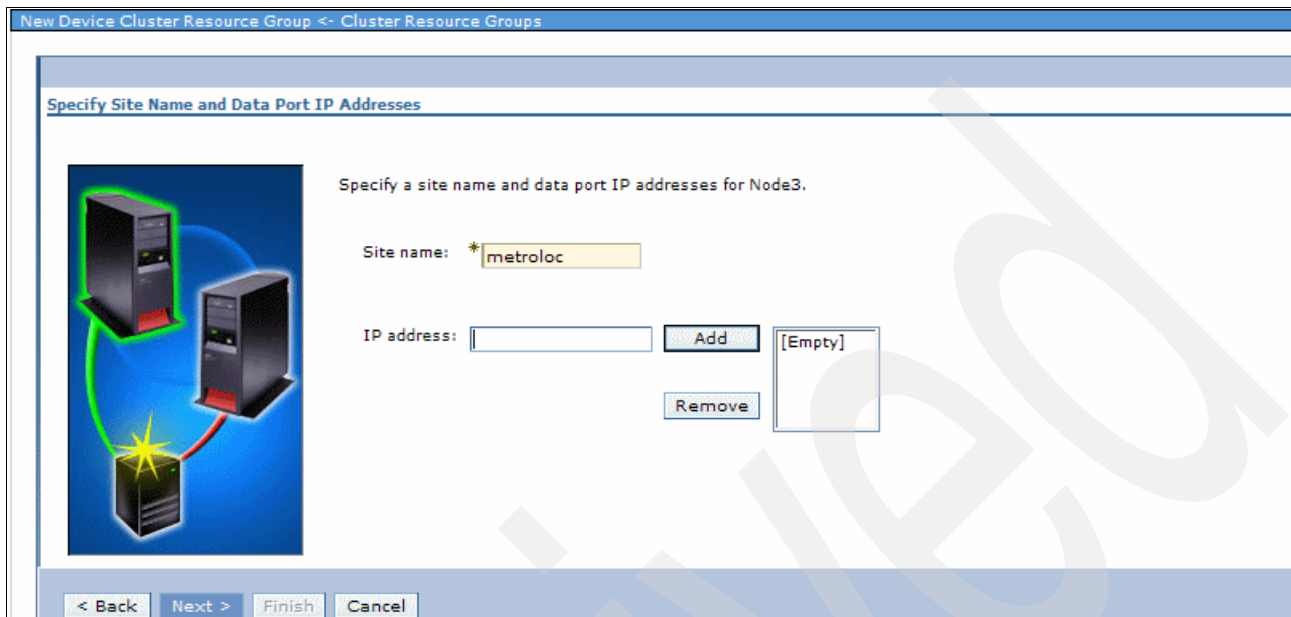 New Device Cluster Resource Group <- Cluster Resource Groups
Specify Site Name and Data Port IP Addresses
Specify a site name and data port IP addresses for Node3.
Site name: * metroloc
IP address: Add [Empty]
Remove
< Back Next > Finish Cancel